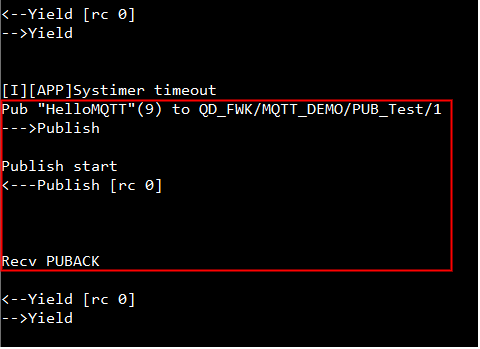 <--Yield [rc 0]
-->Yield
[I][APP]Systimer timeout
Pub "HelloMQTT"(9) to QD_FWK/MQTT_DEMO/PUB_Test/1
--->Publish
Publish start
<---Publish [rc 0]
Recv PUBACK
<--Yield [rc 0]
-->Yield